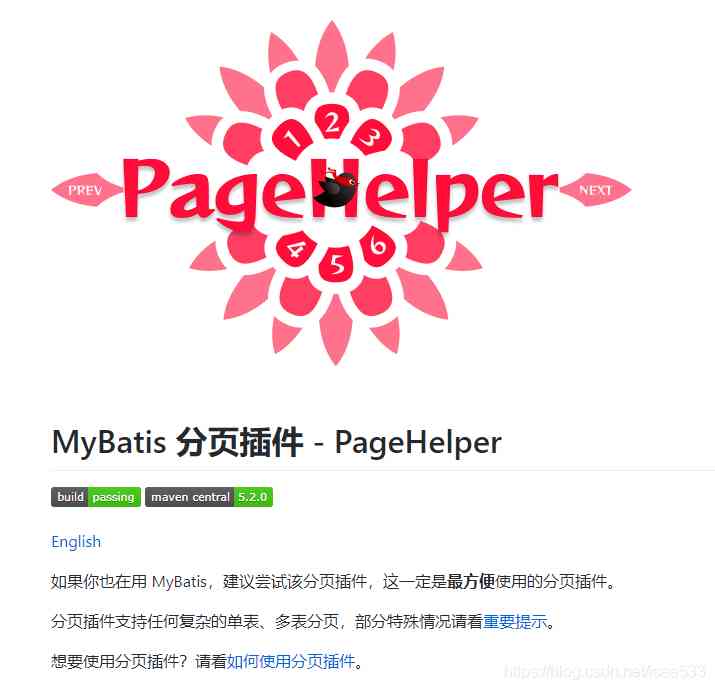 1 2 3
PREV PageHelper NEXT
4 5 6
MyBatis 分页插件 - PageHelper
build passing maven central 5.2.0
English
如果你也在用 MyBatis，建议尝试该分页插件，这一定是最方便使用的分页插件。
分页插件支持任何复杂的单表、多表分页，部分特殊情况请看重要提示。
想要使用分页插件？请看如何使用分页插件。
https://blog.csdn.net/isea533